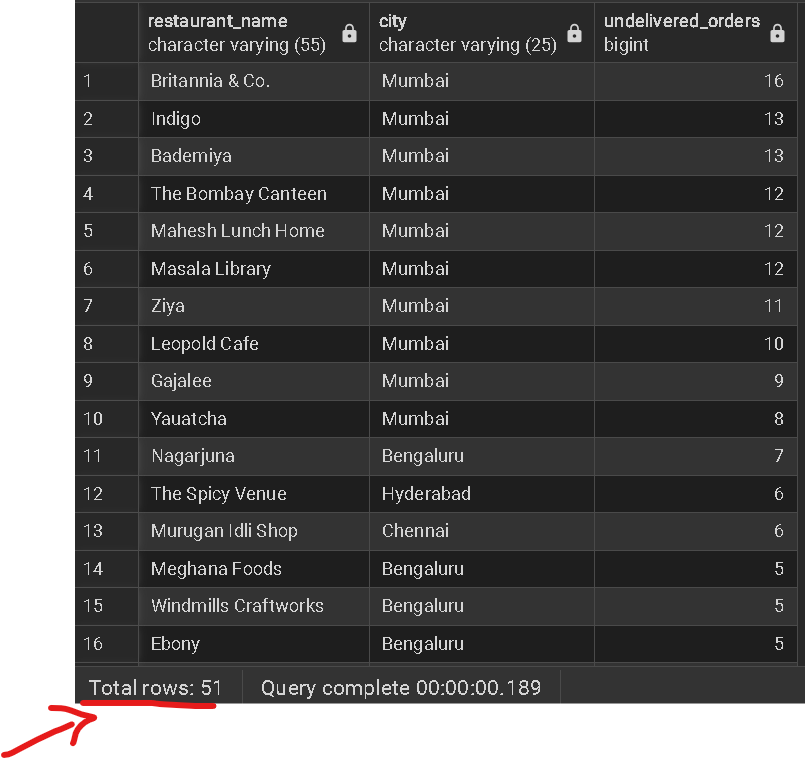 restaurant_name city undelivered_orders
character varying (55) character varying (25) bigint
1 Britannia & Co. Mumbai 16
2 Indigo Mumbai 13
3 Bademiya Mumbai 13
4 The Bombay Canteen Mumbai 12
5 Mahesh Lunch Home Mumbai 12
6 Masala Library Mumbai 12
7 Ziya Mumbai 11
8 Leopold Cafe Mumbai 10
9 Gajalee Mumbai 9
10 Yauatcha Mumbai 8
11 Nagarjuna Bengaluru 7
12 The Spicy Venue Hyderabad 6
13 Murugan Idli Shop Chennai 6
14 Meghana Foods Bengaluru 5
15 Windmills Craftworks Bengaluru 5
16 Ebony Bengaluru 5
Total rows: 51 Query complete 00:00:00.189